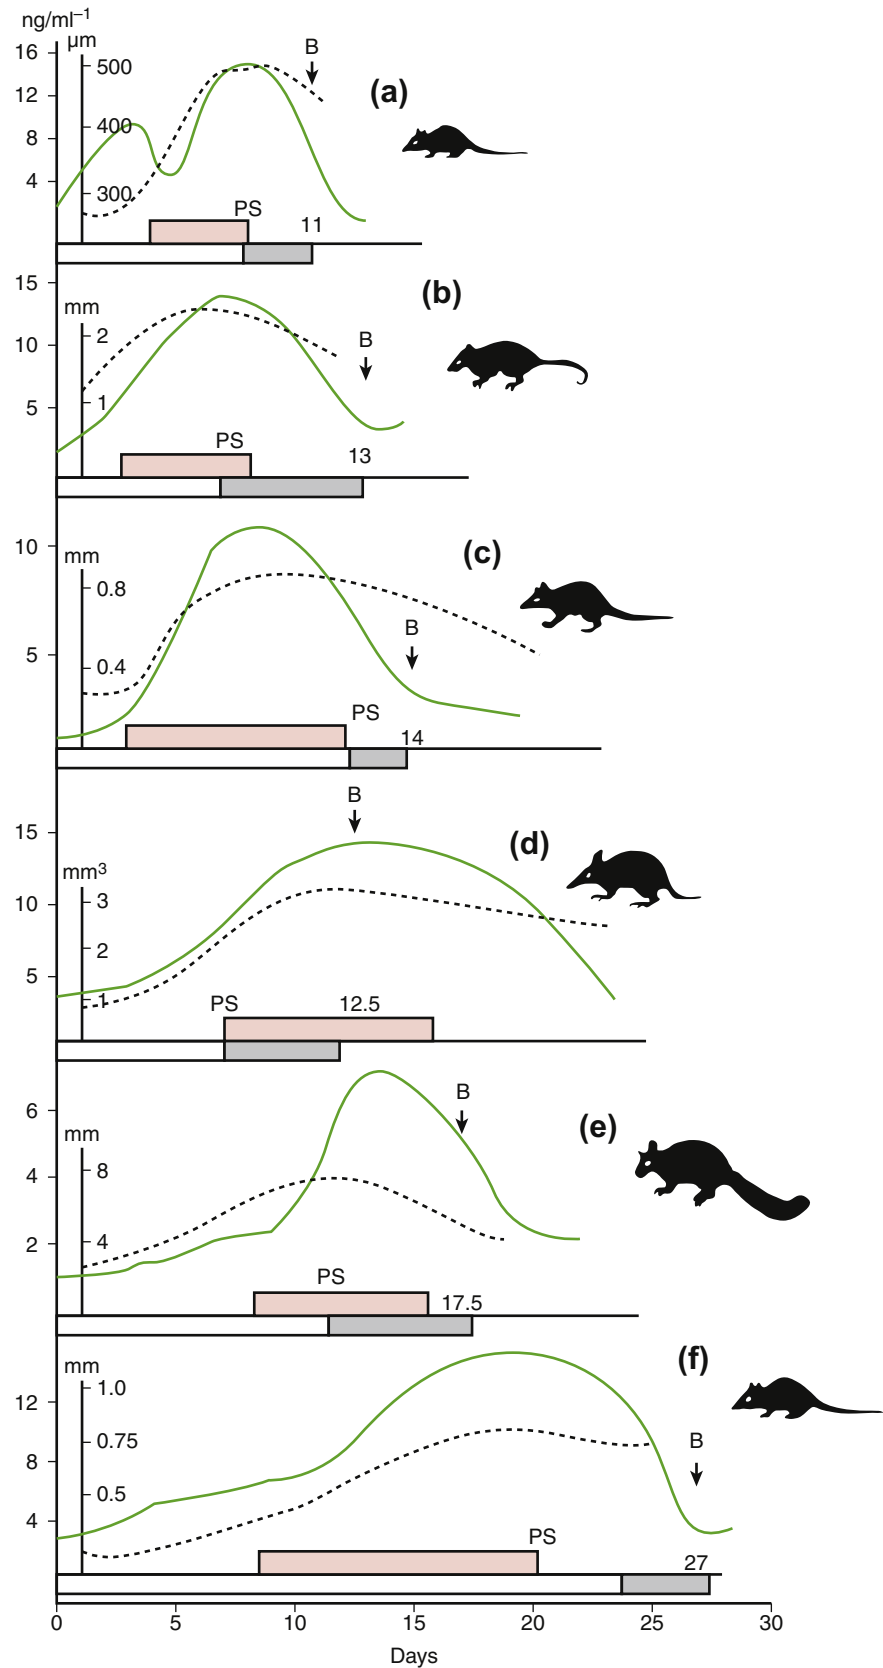 ng/ml⁻¹
µm
16
12
8
4
500
400
300
B
(a)
PS
11
15
10
5
mm
2
1
B
(b)
PS
13
10
5
mm
0.8
0.4
B
(c)
PS
14
15
10
5
mm³
3
2
1
B
(d)
PS
12.5
6
4
2
mm
8
4
B
(e)
PS
17.5
12
8
4
mm
1.0
0.75
0.5
B
(f)
PS
27
0 5 10 15 20 25 30
Days